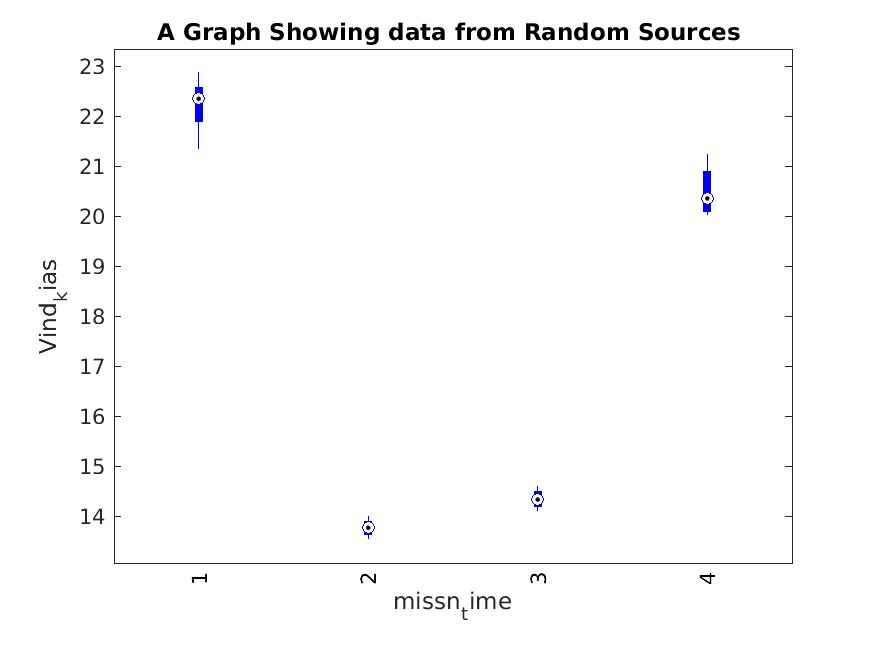 A Graph Showing data from Random Sources
23
22
21
20
19
18
17
16
15
14
Vind_kias
1 2 3 4
missn_time